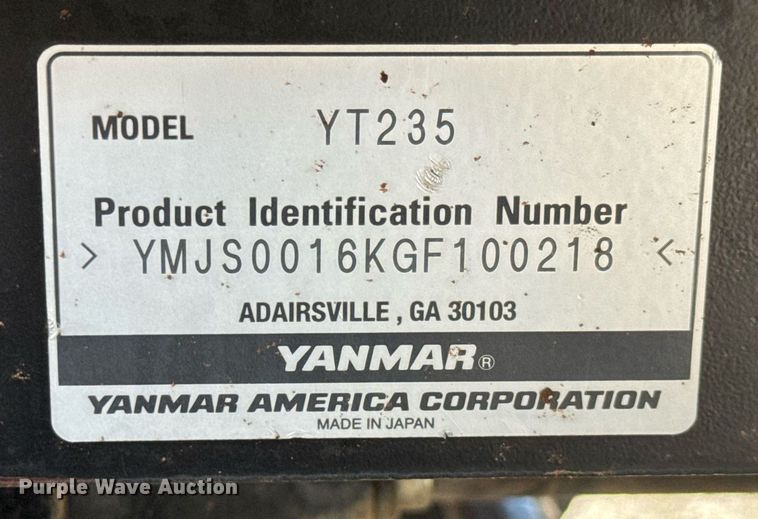 MODEL YT235
Product Identification Number
> YMJS0016KGF100218 <
ADAIRSVILLE , GA 30103
YANMAR®
YANMAR AMERICA CORPORATION
MADE IN JAPAN
Purple Wave Auction